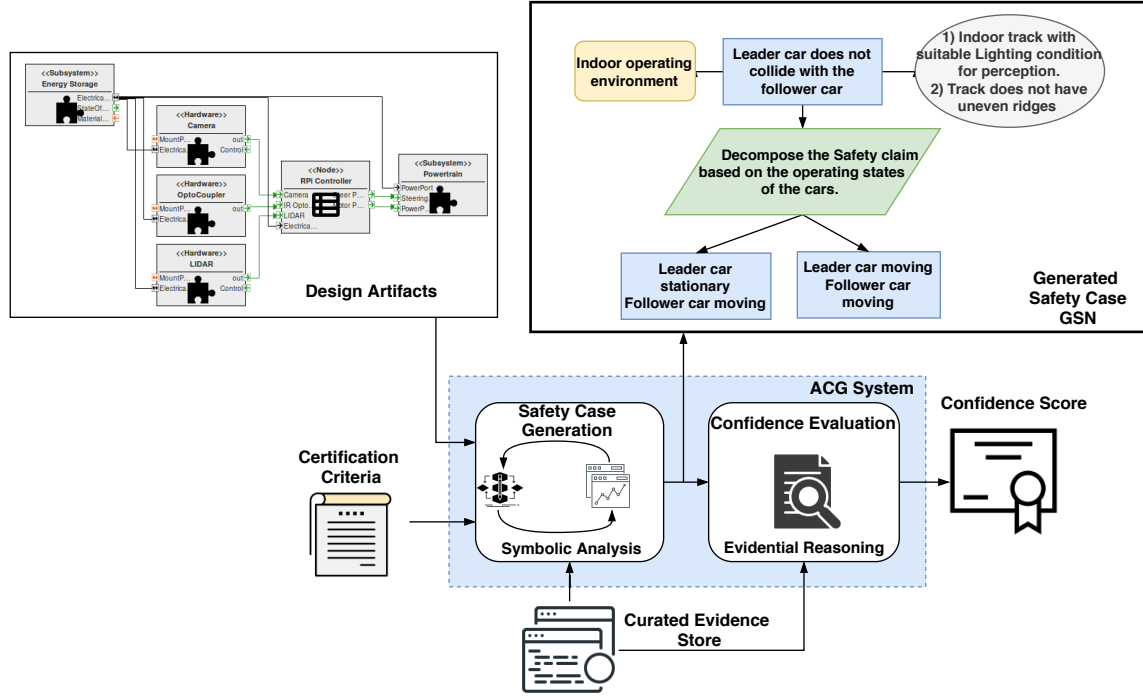 <<Subsystem>>
Energy Storage
Electrica...
StateOf...
Material...
<<Hardware>>
Camera
MountP...
out
Electrica...
Control
<<Hardware>>
OptoCoupler
MountP...
out
Electrica...
<<Hardware>>
LIDAR
MountP...
out
Electrica...
Control
<<Node>>
RPI Controller
Camera
IR Opto...
LIDAR
Electrica...
<<Subsystem>>
Powertrain
PowerPort
Steering...
PowerP...
Design Artifacts
Indoor operating
environment
Leader car does not
collide with the
follower car
1) Indoor track with
suitable Lighting condition
for perception.
2) Track does not have
uneven ridges
Decompose the Safety claim
based on the operating states
of the cars.
Leader car
stationary
Follower car moving
Leader car moving
Follower car
moving
Generated
Safety Case
GSN
ACG System
Safety Case
Generation
Symbolic Analysis
Confidence Evaluation
Evidential Reasoning
Confidence Score
Certification
Criteria
Curated Evidence
Store